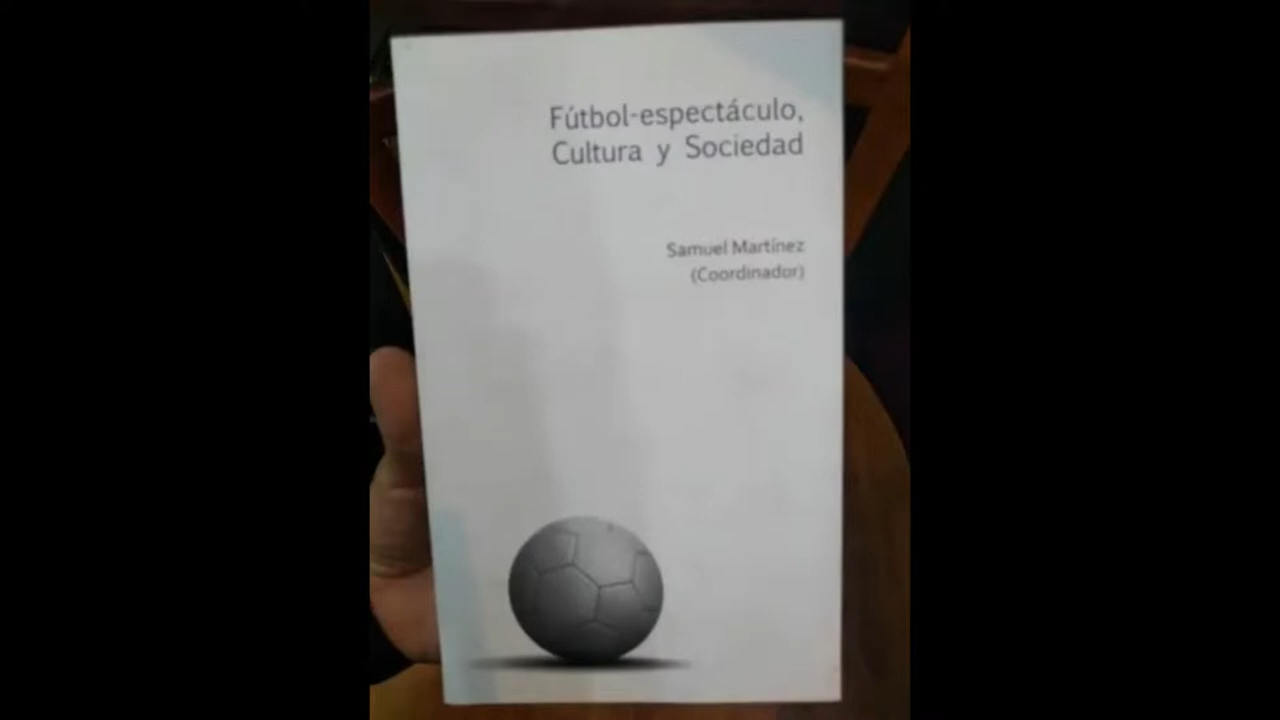 Fútbol-espectáculo,
Cultura y Sociedad
Samuel Martínez
(Coordinador)